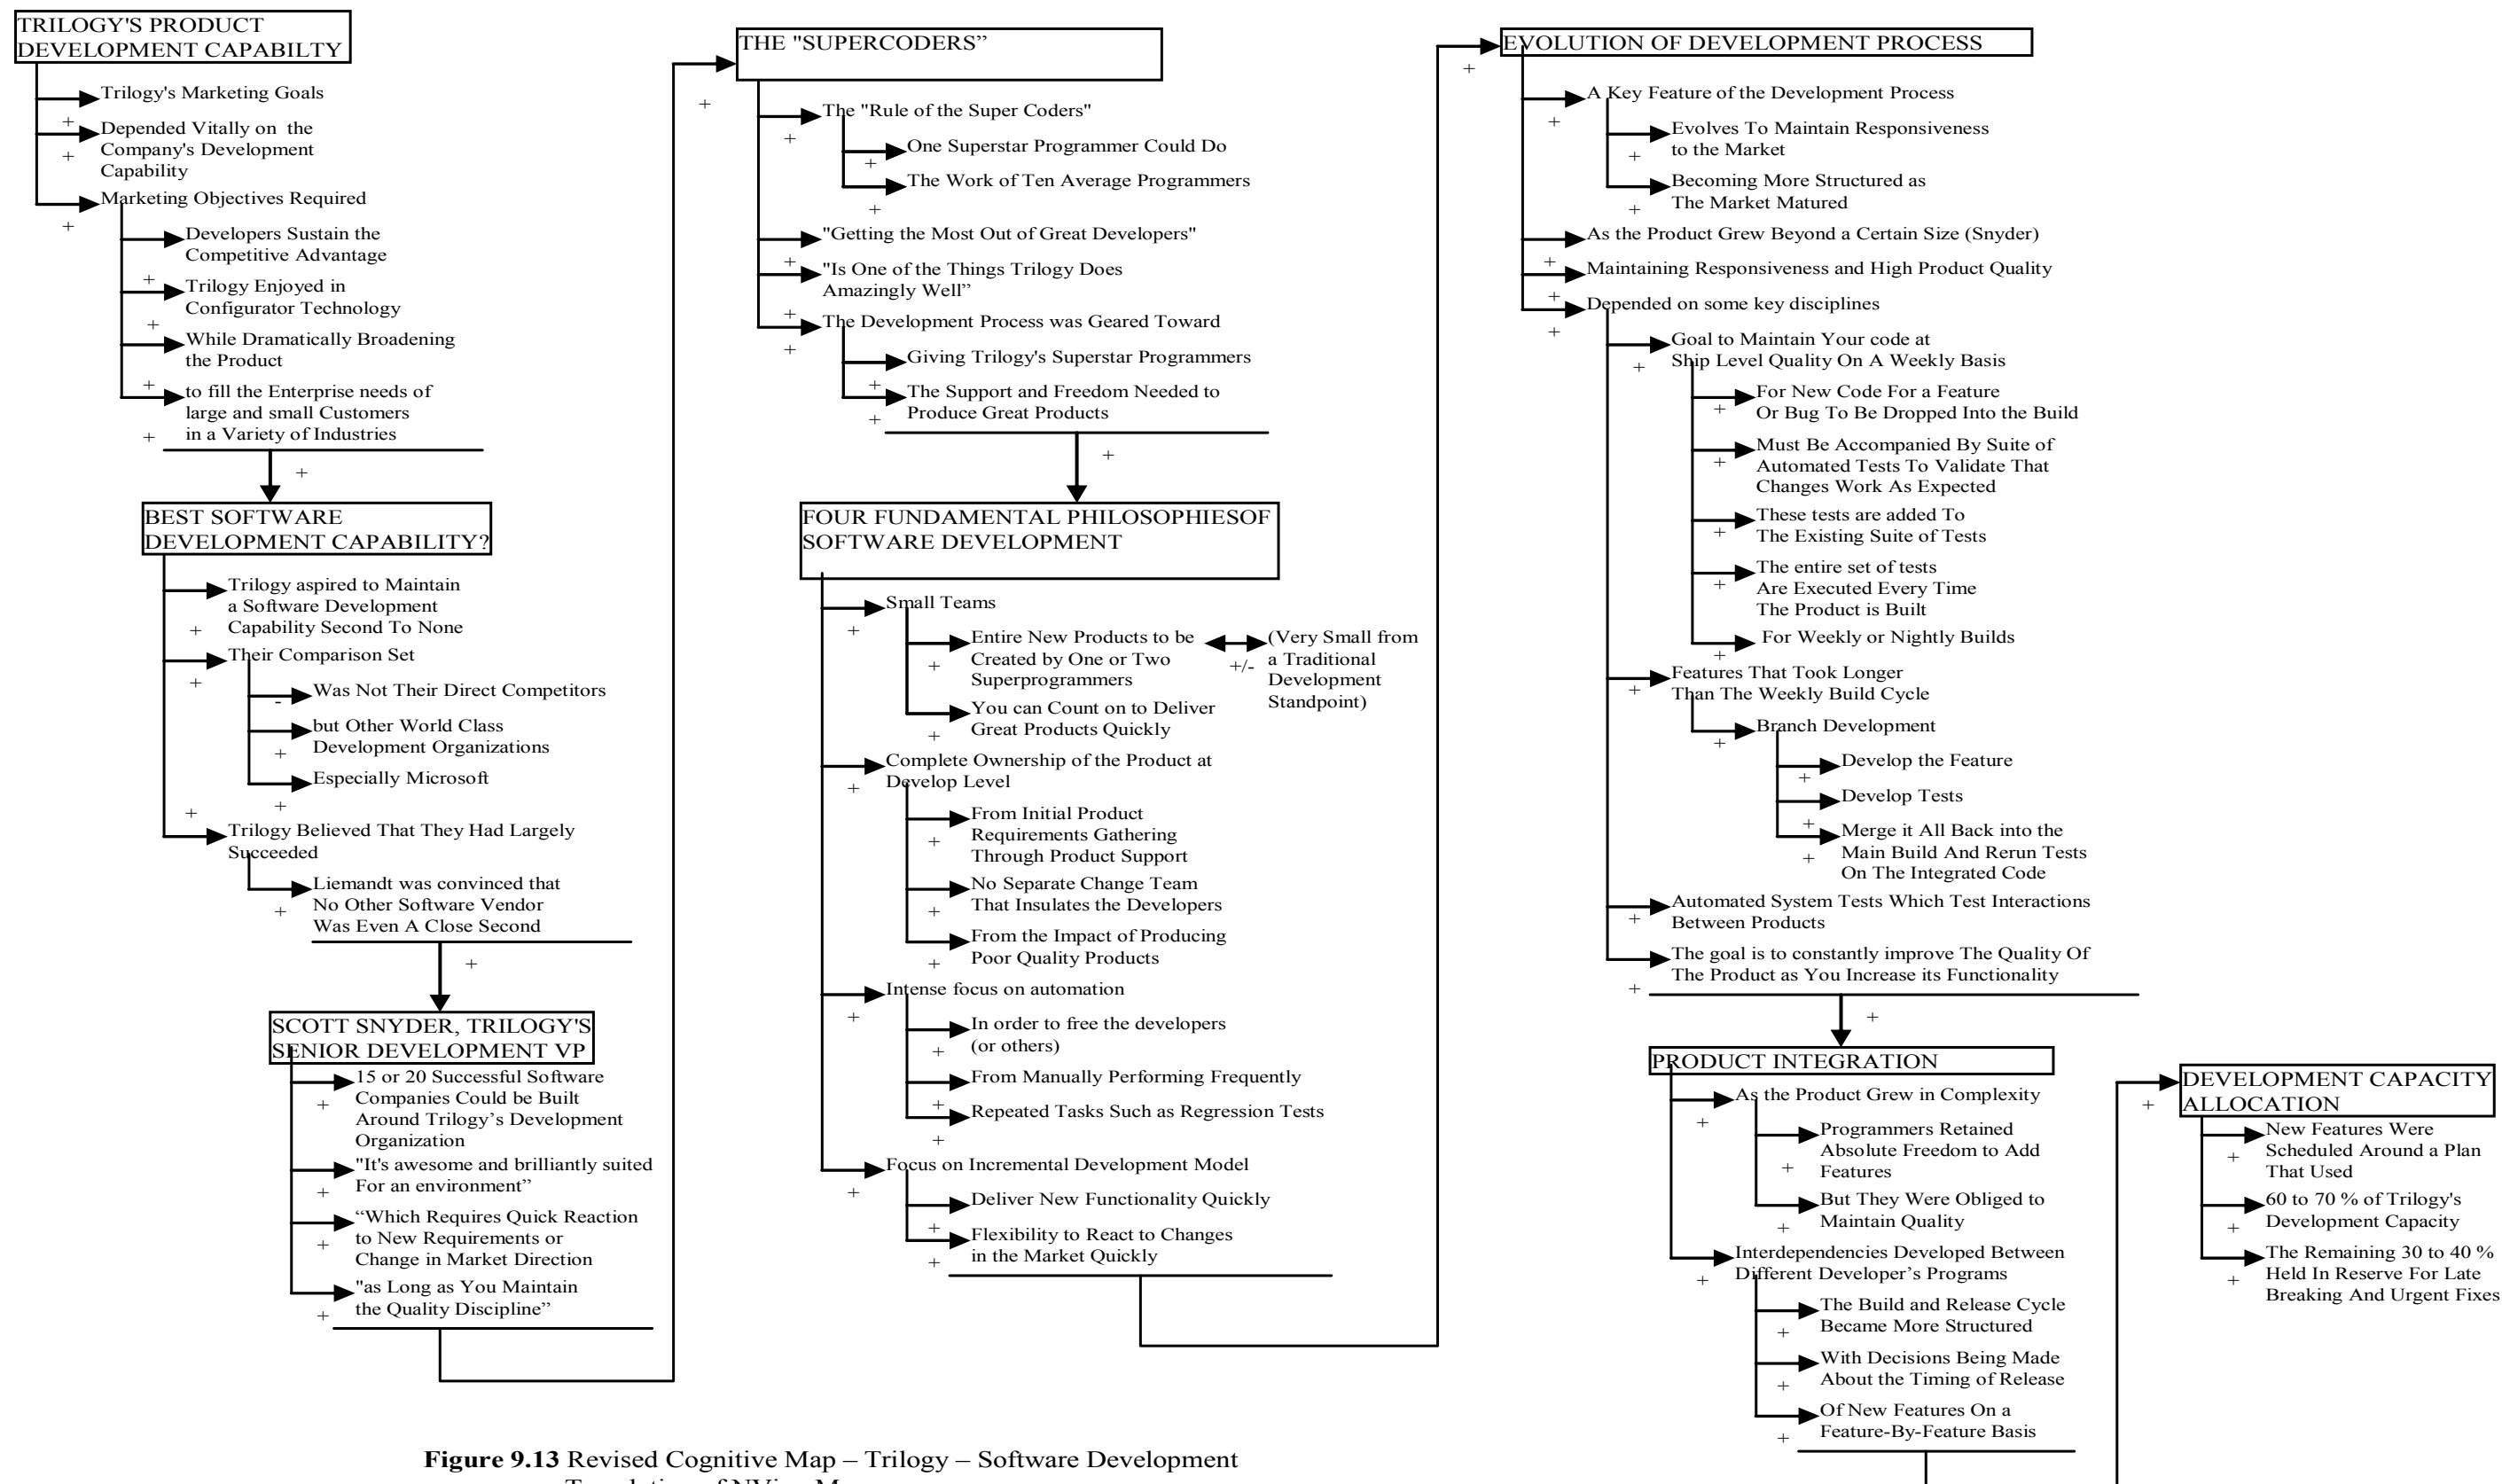 TRILOGY'S PRODUCT
DEVELOPMENT CAPABILTY
Trilogy's Marketing Goals
+
Depended Vitally on the
Company's Development
Capability
+
Marketing Objectives Required
+
Developers Sustain the
Competitive Advantage
+
Trilogy Enjoyed in
Configurator Technology
+
While Dramatically Broadening
the Product
+
to fill the Enterprise needs of
large and small Customers
in a Variety of Industries
+
+
BEST SOFTWARE
DEVELOPMENT CAPABILITY?
Trilogy aspired to Maintain
a Software Development
Capability Second To None
+
Their Comparison Set
+
Was Not Their Direct Competitors
-
but Other World Class
Development Organizations
+
Especially Microsoft
+
+
Trilogy Believed That They Had Largely
Succeeded
Liemandt was convinced that
No Other Software Vendor
Was Even A Close Second
+
+
SCOTT SNYDER, TRILOGY'S
SENIOR DEVELOPMENT VP
15 or 20 Successful Software
Companies Could be Built
Around Trilogy’s Development
Organization
+
"It's awesome and brilliantly suited
For an environment”
+
“Which Requires Quick Reaction
to New Requirements or
Change in Market Direction
+
"as Long as You Maintain
the Quality Discipline”
+
+
THE "SUPERCODERS”
The "Rule of the Super Coders"
+
One Superstar Programmer Could Do
+
The Work of Ten Average Programmers
+
"Getting the Most Out of Great Developers"
+
"Is One of the Things Trilogy Does
Amazingly Well”
+
The Development Process was Geared Toward
+
Giving Trilogy's Superstar Programmers
+
The Support and Freedom Needed to
Produce Great Products
+
+
FOUR FUNDAMENTAL PHILOSOPHIESOF
SOFTWARE DEVELOPMENT
Small Teams
+
Entire New Products to be
Created by One or Two
Superprogrammers
+
+/-
(Very Small from
a Traditional
Development
Standpoint)
You can Count on to Deliver
Great Products Quickly
+
Complete Ownership of the Product at
Develop Level
+
From Initial Product
Requirements Gathering
Through Product Support
+
No Separate Change Team
That Insulates the Developers
+
From the Impact of Producing
Poor Quality Products
+
Intense focus on automation
+
In order to free the developers
(or others)
+
From Manually Performing Frequently
+
Repeated Tasks Such as Regression Tests
+
Focus on Incremental Development Model
+
Deliver New Functionality Quickly
+
Flexibility to React to Changes
in the Market Quickly
+
+
EVOLUTION OF DEVELOPMENT PROCESS
A Key Feature of the Development Process
+
Evolves To Maintain Responsiveness
to the Market
+
Becoming More Structured as
The Market Matured
+
As the Product Grew Beyond a Certain Size (Snyder)
+
Maintaining Responsiveness and High Product Quality
+
Depended on some key disciplines
+
Goal to Maintain Your code at
Ship Level Quality On A Weekly Basis
+
For New Code For a Feature
Or Bug To Be Dropped Into the Build
+
Must Be Accompanied By Suite of
Automated Tests To Validate That
Changes Work As Expected
+
These tests are added To
The Existing Suite of Tests
+
The entire set of tests
Are Executed Every Time
The Product is Built
+
For Weekly or Nightly Builds
+
Features That Took Longer
Than The Weekly Build Cycle
+
Branch Development
+
Develop the Feature
+
Develop Tests
+
Merge it All Back into the
Main Build And Rerun Tests
On The Integrated Code
+
Automated System Tests Which Test Interactions
Between Products
+
The goal is to constantly improve The Quality Of
The Product as You Increase its Functionality
+
+
PRODUCT INTEGRATION
As the Product Grew in Complexity
+
Programmers Retained
Absolute Freedom to Add
Features
+
But They Were Obliged to
Maintain Quality
+
Interdependencies Developed Between
Different Developer’s Programs
+
The Build and Release Cycle
Became More Structured
+
With Decisions Being Made
About the Timing of Release
+
Of New Features On a
Feature-By-Feature Basis
+
+
DEVELOPMENT CAPACITY
ALLOCATION
New Features Were
Scheduled Around a Plan
That Used
+
60 to 70 % of Trilogy's
Development Capacity
+
The Remaining 30 to 40 %
Held In Reserve For Late
Breaking And Urgent Fixes
+
Figure 9.13 Revised Cognitive Map – Trilogy – Software Development